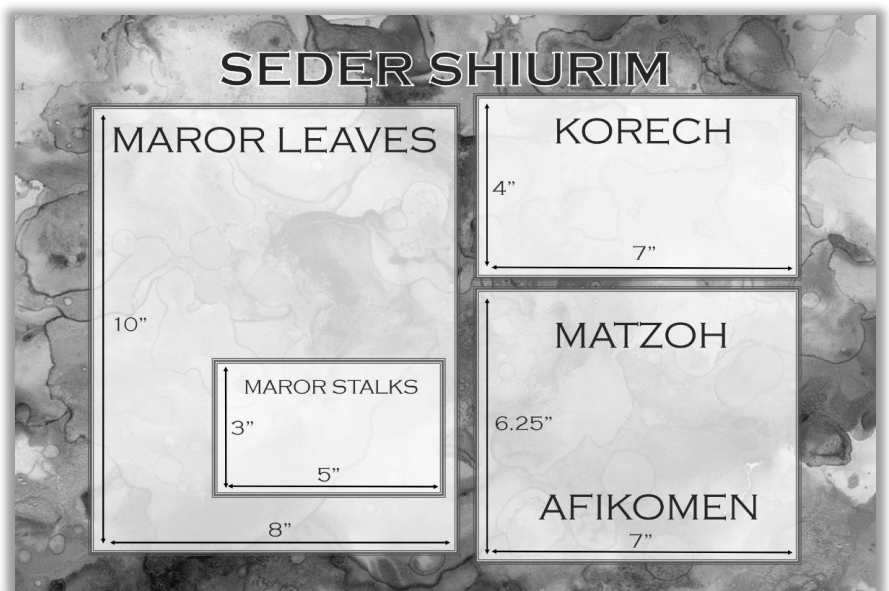 SEDER SHIURIM
MAROR LEAVES
10”
MAROR STALKS
3”
5”
8”
KORECH
4”
7”
MATZOH
6.25”
AFIKOMEN
7”